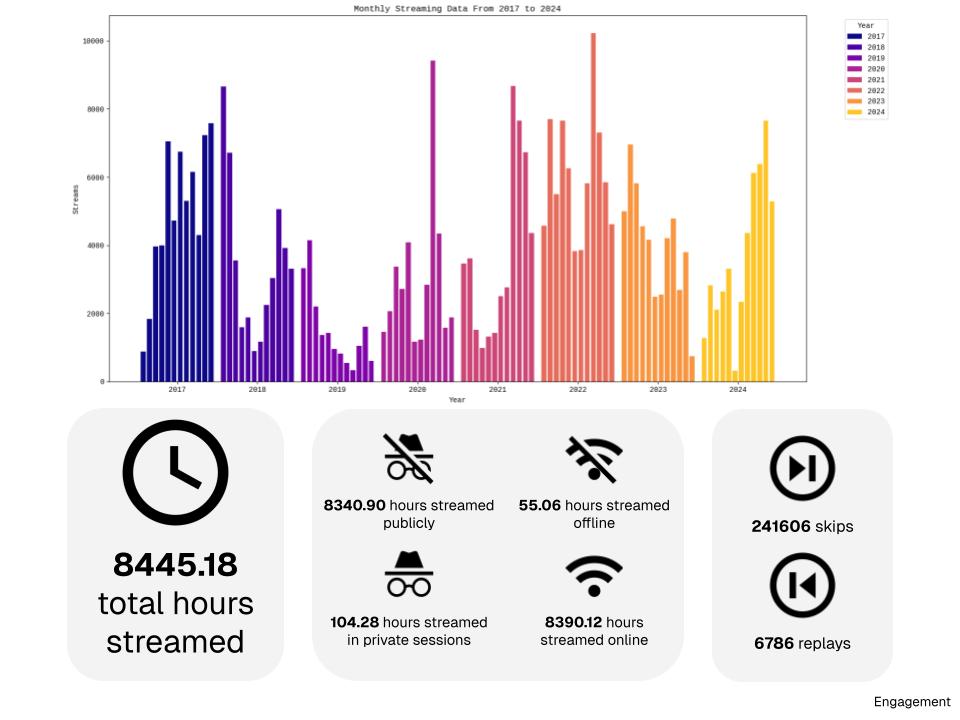 Monthly Streaming Data From 2017 to 2024
Streams
10000
8000
6000
4000
2000
0
2017 2018 2019 2020 2021 2022 2023 2024
Year
Year
2017
2018
2019
2020
2021
2022
2023
2024
8445.18
total hours
streamed
8340.90 hours streamed
publicly
55.06 hours streamed
offline
104.28 hours streamed
in private sessions
8390.12 hours
streamed online
241606 skips
6786 replays
Engagement